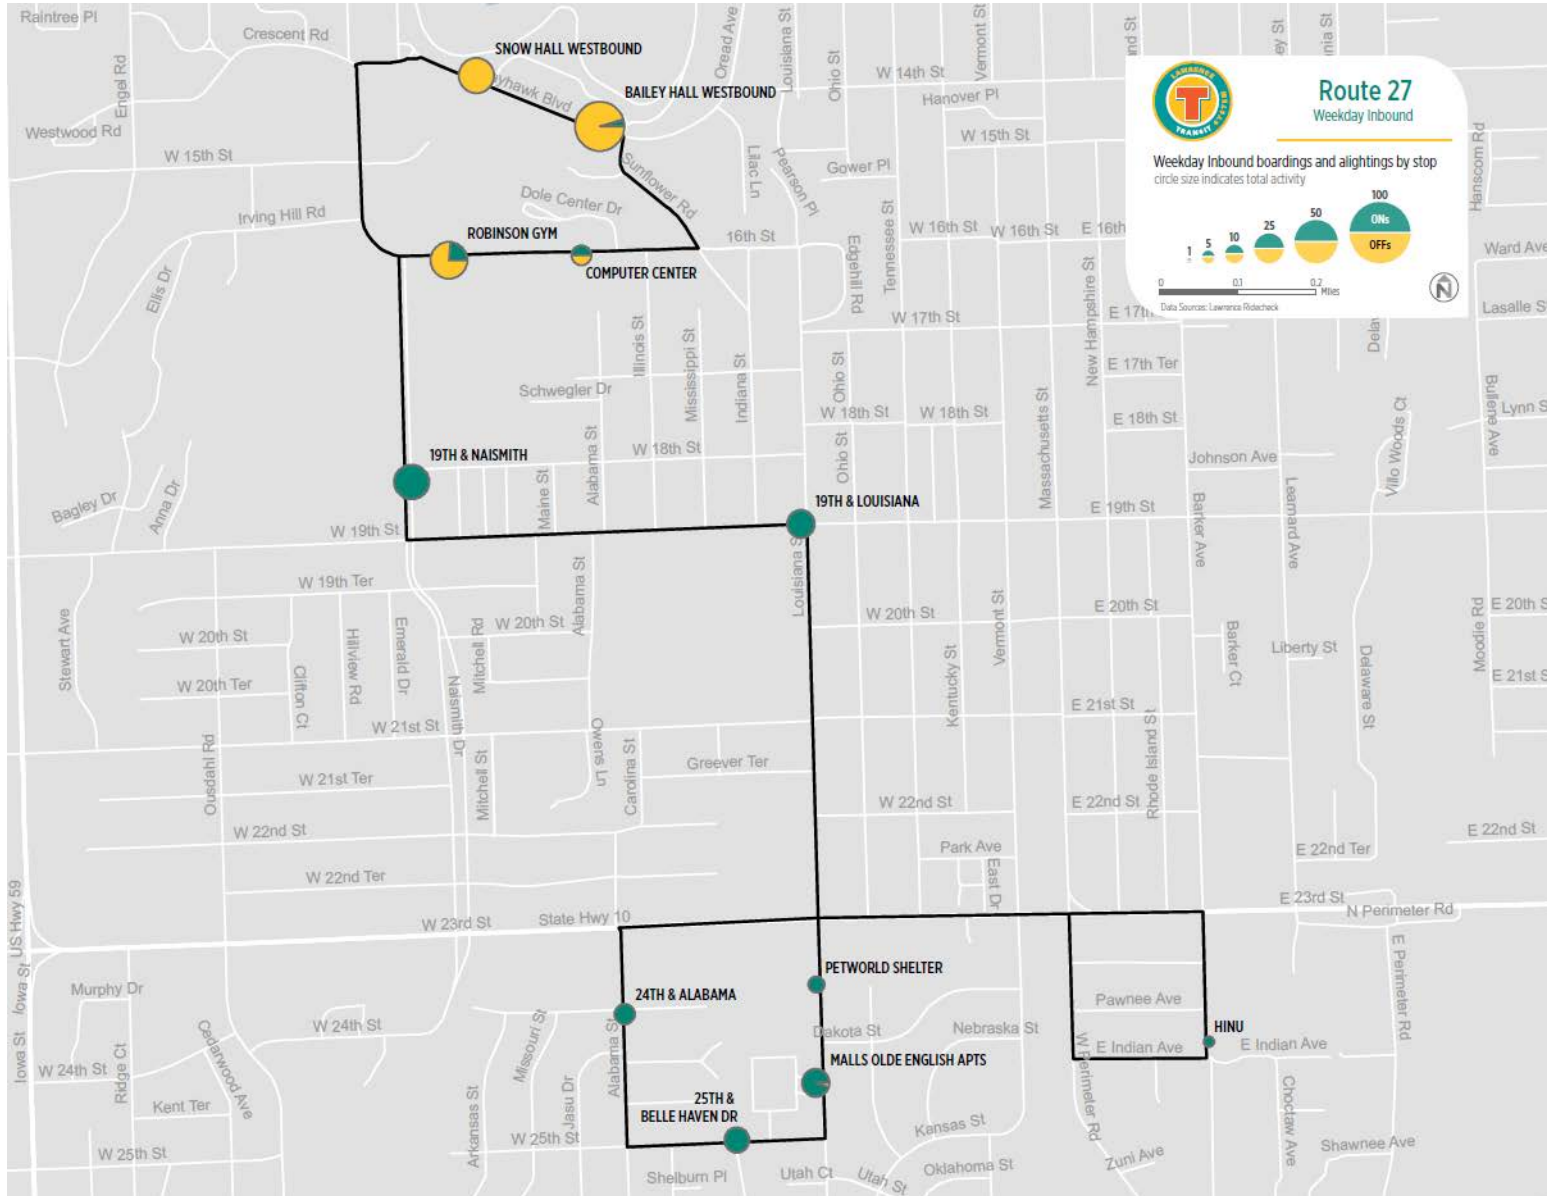 Raintree Pl
Crescent Rd
Engel Rd
Westwood Rd
W 15th St
Irving Hill Rd
Ellis Dr
SNOW HALL WESTBOUND
BAILEY HALL WESTBOUND
Sunflower Rd
Dole Center Dr
ROBINSON GYM
COMPUTER CENTER
16th St
Oread Ave
Louisiana St
Ohio St
Vermont St
W 14th St
Hanover Pl
W 15th St
Lilac Ln
Pearson Pl
Gower Pl
Tennessee St
Edgehill Rd
W 16th St
W 16th St
E 16th
LAWRENCE
TRANSIT
T
Route 27
Weekday Inbound
Weekday Inbound boardings and alightings by stop
circle size indicates total activity
1
5
10
25
50
100
ONs
OFFs
0
0.1
0.2
Miles
Data Sources: Lawrence Ridecheck
N
Hanscom Rd
Ward Ave
Lasalle S
W 17th St
New Hampshire St
E 17th
E 17th Ter
Illinois St
Mississippi St
Indiana St
Ohio St
Schwegler Dr
W 18th St
W 18th St
E 18th St
Massachusetts St
Villo Woods Ct
Bullene Ave
Lynn S
19TH & NAISMITH
Alabama St
W 18th St
Ohio St
Johnson Ave
Bagley Dr
Anna Dr
Maine St
19TH & LOUISIANA
E 19th St
Barker Ave
Learnard Ave
W 19th St
W 19th Ter
Alabama St
Louisiana S
W 20th St
Vermont St
E 20th St
E 20th S
Stewart Ave
W 20th St
Hillview Rd
Emerald Dr
Mitchell Rd
W 20th St
Barker Ct
Liberty St
Moodie Rd
W 20th Ter
Clifton Ct
Naismith Dr
Kentucky St
Delaware St
E 21st S
W 21st St
E 21st St
Ousdahl Rd
Mitchell St
Owens Ln
Carolina St
Greever Ter
Rhode Island St
W 21st Ter
W 22nd St
E 22nd St
W 22nd St
Park Ave
E 22nd Ter
E 22nd St
W 22nd Ter
East Dr
US Hwy 59
W 23rd St
State Hwy 10
E 23rd St
N Perimeter Rd
Iowa St
Iowa St
PETWORLD SHELTER
E Perimeter Rd
Murphy Dr
24TH & ALABAMA
Pawnee Ave
Cedarwood Ave
W 24th St
Missouri St
Alabama St
Dakota St
Nebraska St
HINU
E Indian Ave
E Indian Ave
W Perimeter Rd
Iowa St
W 24th St
Ridge Ct
MALLS OLDE ENGLISH APTS
Kent Ter
Arkansas St
Jasu Dr
25TH &
BELLE HAVEN DR
Choctaw Ave
Kansas St
W 25th St
W 25th St
Shawnee Ave
Shelburn Pl
Utah Ct
Utah St
Oklahoma St
Zuni Ave